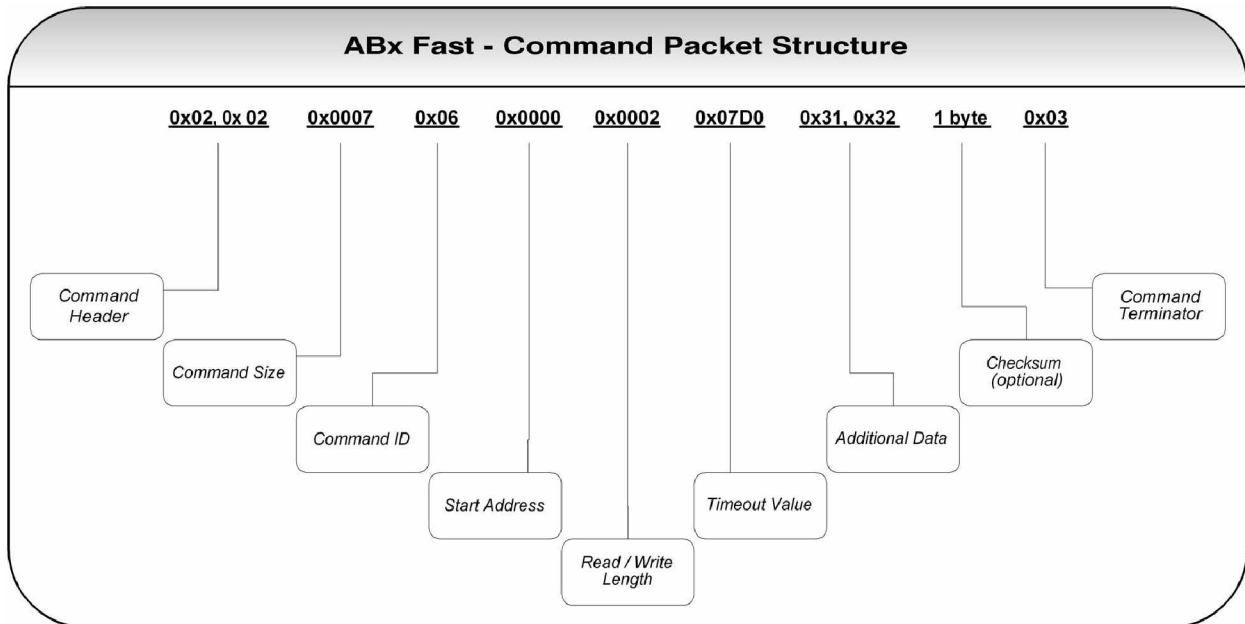 ABx Fast - Command Packet Structure
0x02, 0x 02 0x0007 0x06 0x0000 0x0002 0x07D0 0x31, 0x32 1 byte 0x03
Command
Header
Command Size
Command ID
Start Address
Read / Write
Length
Timeout Value
Additional Data
Checksum
(optional)
Command
Terminator